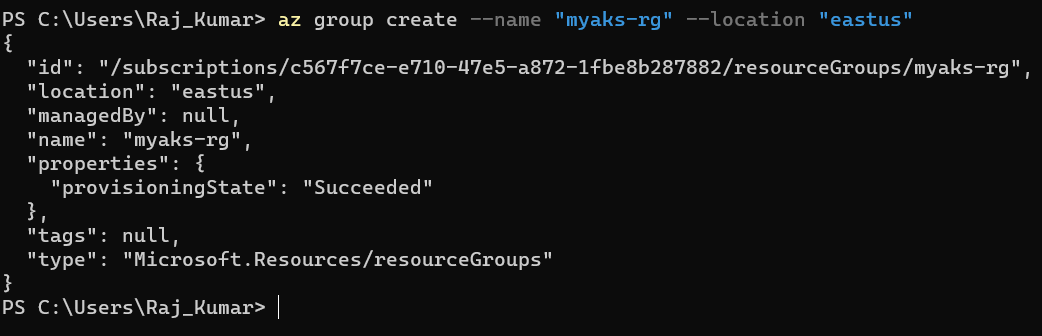 PS C:\Users\Raj_Kumar> az group create --name "myaks-rg" --location "eastus"
{
  "id": "/subscriptions/c567f7ce-e710-47e5-a872-1fbe8b287882/resourceGroups/myaks-rg",
  "location": "eastus",
  "managedBy": null,
  "name": "myaks-rg",
  "properties": {
    "provisioningState": "Succeeded"
  },
  "tags": null,
  "type": "Microsoft.Resources/resourceGroups"
}
PS C:\Users\Raj_Kumar>